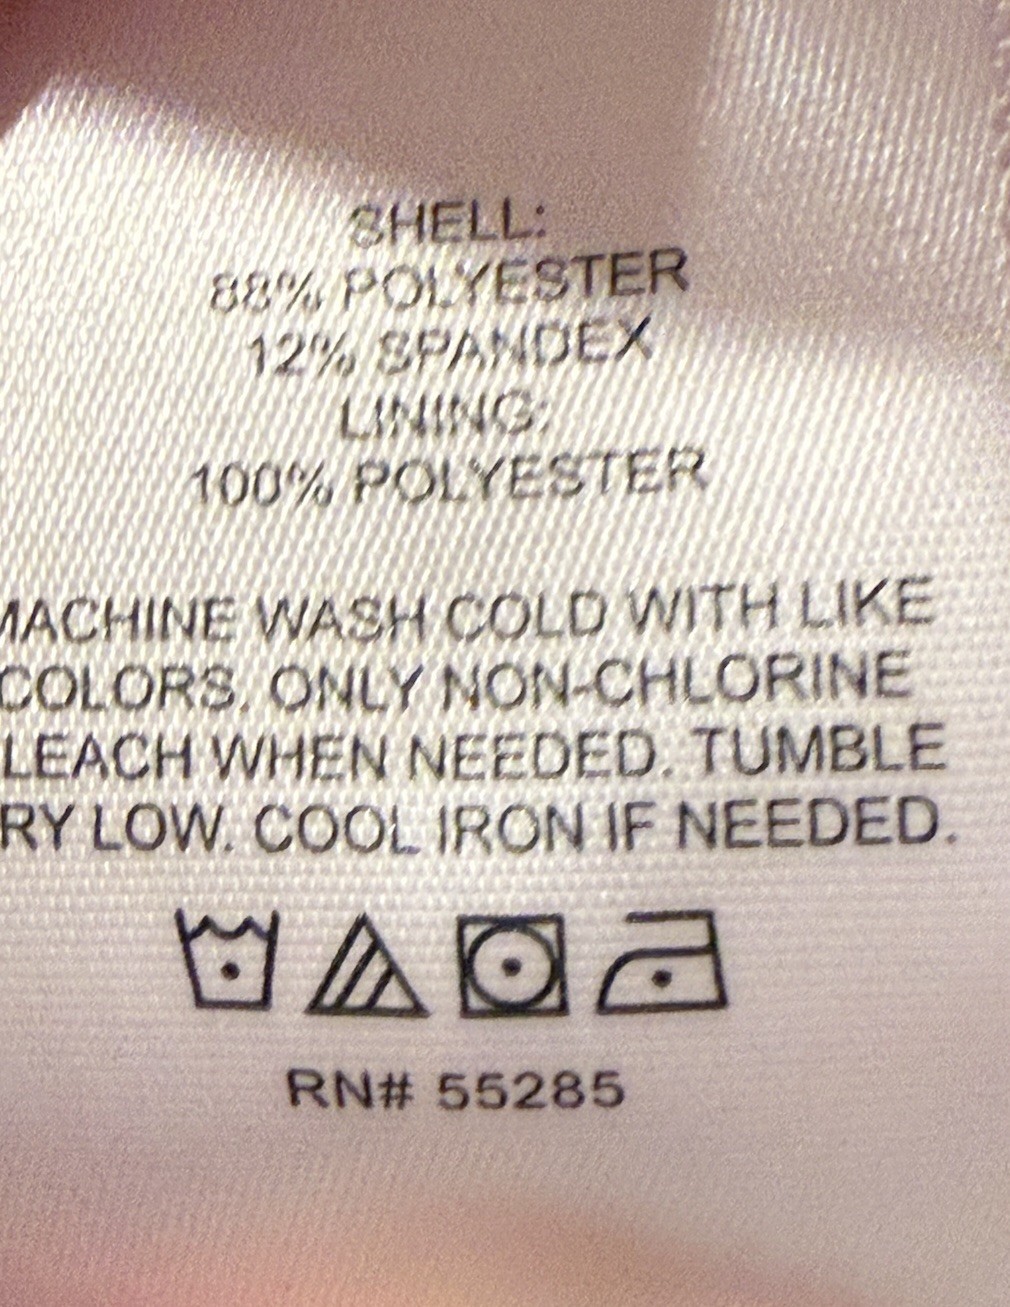 SHELL:
88% POLYESTER
12% SPANDEX
LINING:
100% POLYESTER
MACHINE WASH COLD WITH LIKE
COLORS. ONLY NON-CHLORINE
LEACH WHEN NEEDED. TUMBLE
RY LOW. COOL IRON IF NEEDED.
RN# 55285